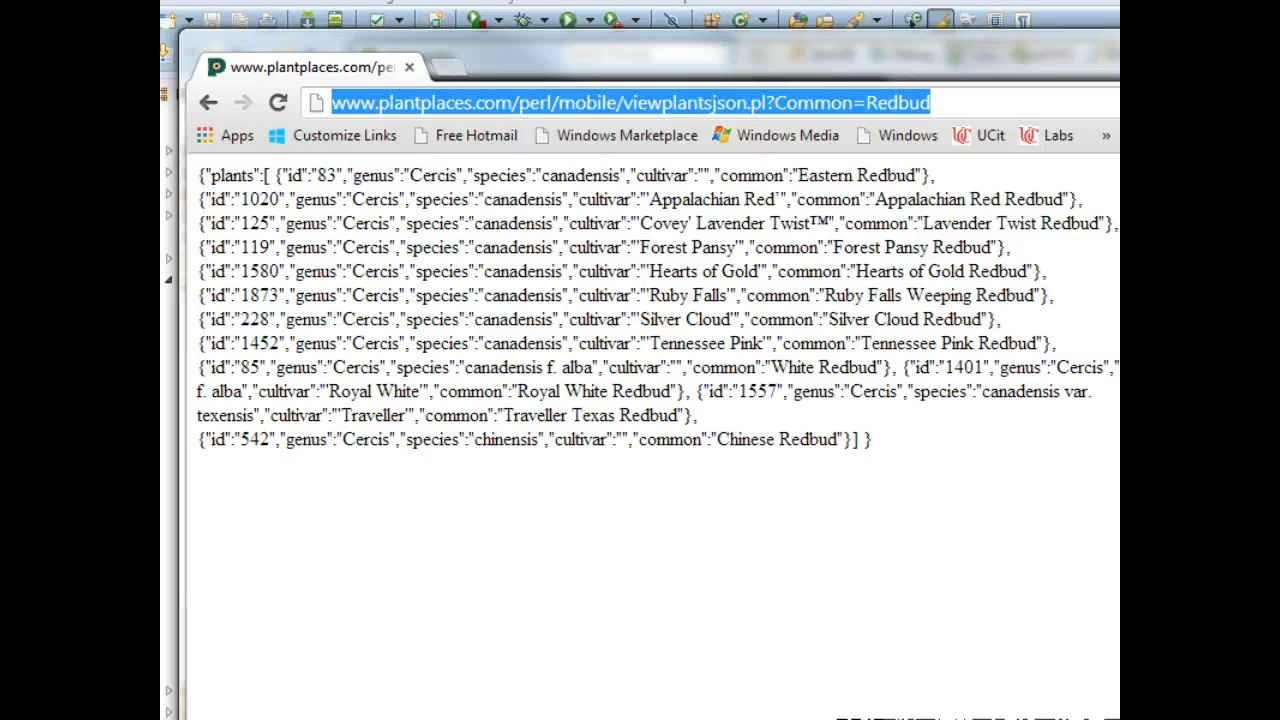 www.plantplaces.com/pe
www.plantplaces.com/perl/mobile/viewplantsjson.pl?Common=Redbud
Apps Customize Links Free Hotmail Windows Marketplace Windows Media Windows UCit Labs »
{"plants":[ {"id":"83","genus":"Cercis","species":"canadensis","cultivar":"","common":"Eastern Redbud"},
{"id":"1020","genus":"Cercis","species":"canadensis","cultivar":"'Appalachian Red`","common":"Appalachian Red Redbud"},
{"id":"125","genus":"Cercis","species":"canadensis","cultivar":"'Covey' Lavender Twist™","common":"Lavender Twist Redbud"},
{"id":"119","genus":"Cercis","species":"canadensis","cultivar":"'Forest Pansy'","common":"Forest Pansy Redbud"},
{"id":"1580","genus":"Cercis","species":"canadensis","cultivar":"'Hearts of Gold'","common":"Hearts of Gold Redbud"},
{"id":"1873","genus":"Cercis","species":"canadensis","cultivar":"'Ruby Falls'","common":"Ruby Falls Weeping Redbud"},
{"id":"228","genus":"Cercis","species":"canadensis","cultivar":"'Silver Cloud'","common":"Silver Cloud Redbud"},
{"id":"1452","genus":"Cercis","species":"canadensis","cultivar":"'Tennessee Pink'","common":"Tennessee Pink Redbud"},
{"id":"85","genus":"Cercis","species":"canadensis f. alba","cultivar":"","common":"White Redbud"}, {"id":"1401","genus":"Cercis","
f. alba","cultivar":"'Royal White'","common":"Royal White Redbud"}, {"id":"1557","genus":"Cercis","species":"canadensis var.
texensis","cultivar":"'Traveller'","common":"Traveller Texas Redbud"},
{"id":"542","genus":"Cercis","species":"chinensis","cultivar":"","common":"Chinese Redbud"}] }